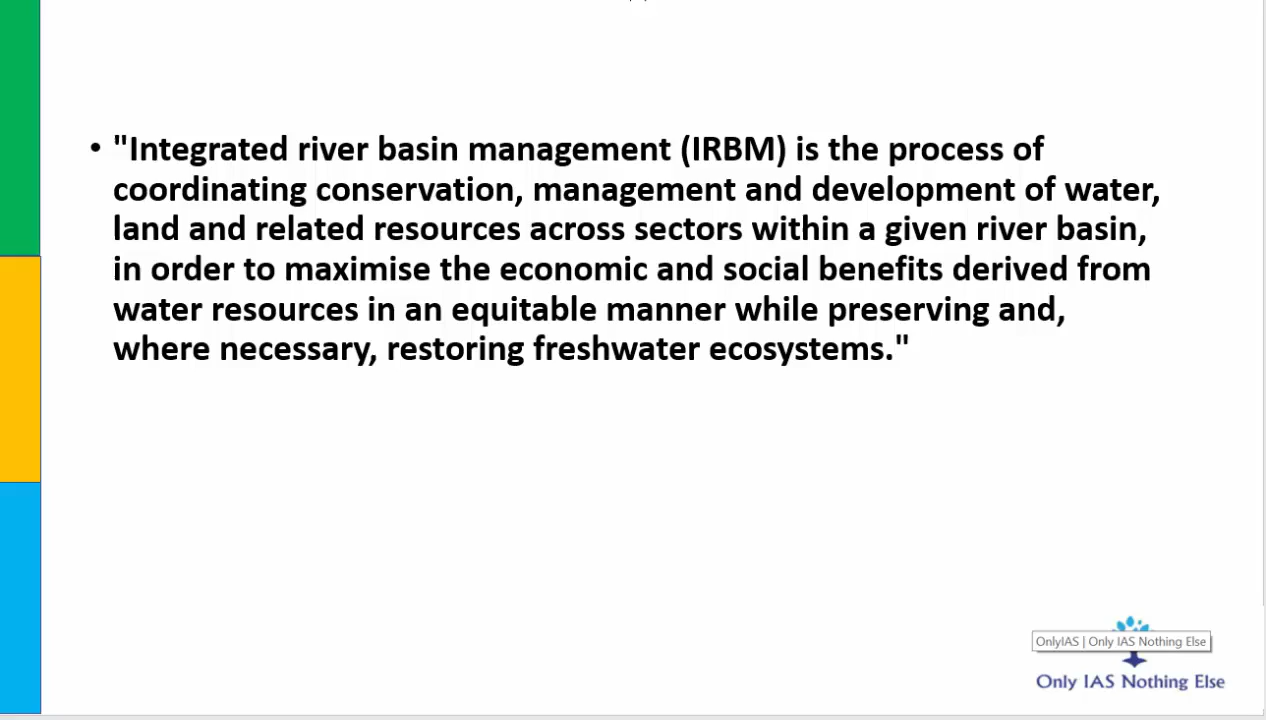 • "Integrated river basin management (IRBM) is the process of
coordinating conservation, management and development of water,
land and related resources across sectors within a given river basin,
in order to maximise the economic and social benefits derived from
water resources in an equitable manner while preserving and,
where necessary, restoring freshwater ecosystems."
OnlyIAS | Only IAS Nothing Else
Only IAS Nothing Else